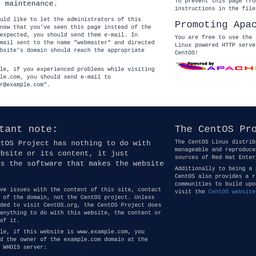 maintenance.
uld like to let the administrators of this
now that you've seen this page instead of the
expected, you should send them e-mail. In
mail sent to the name "webmaster" and directed
ebsite's domain should reach the appropriate
le, if you experienced problems while visiting
le.com, you should send e-mail to
r@example.com".
To prevent this page fro
instructions in the file
Promoting Apac
You are free to use the
Linux powered HTTP serve
CentOS!
Powered by
APACHE
tant note:
tOS Project has nothing to do with
bsite or its content, it just
s the software that makes the website
ve issues with the content of this site, contact
of the domain, not the CentOS project. Unless
ded to visit CentOS.org, the CentOS Project does
anything to do with this website, the content or
of it.
le, if this website is www.example.com, you
d the owner of the example.com domain at the
WHOIS server:
The CentOS Pro
The CentOS Linux distrib
manageable and reproduce
sources of Red Hat Enter
Additionally to being a
CentOS also provides a r
communities to build upo
visit the CentOS website